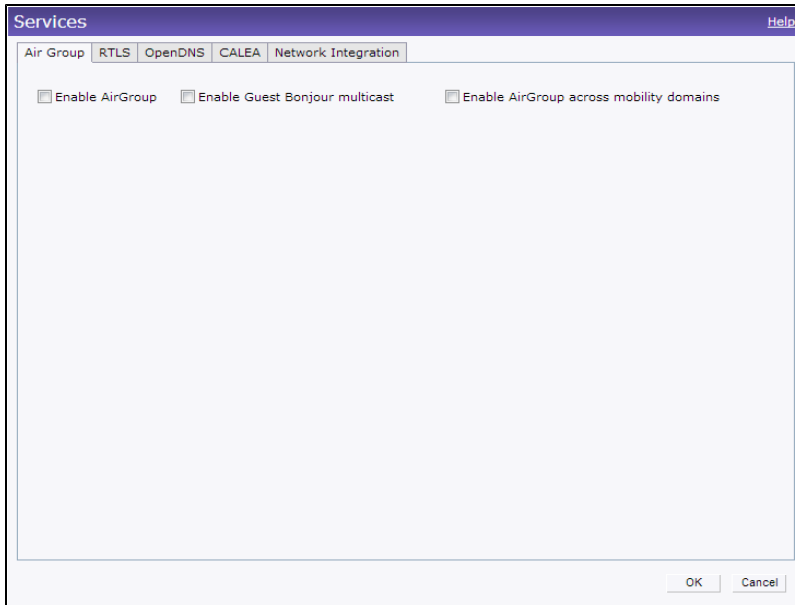 Services Help
Air Group RTLS OpenDNS CALEA Network Integration
Enable AirGroup Enable Guest Bonjour multicast Enable AirGroup across mobility domains
OK Cancel